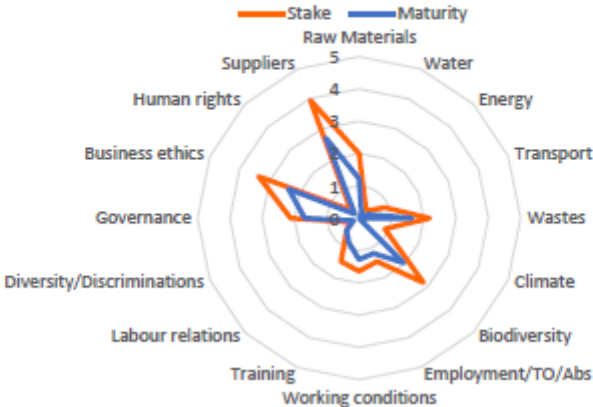 Stake Maturity
Raw Materials
Suppliers
Water
Human rights
Energy
Business ethics
Transport
Governance
Wastes
Diversity/Discriminations
Climate
Labour relations
Biodiversity
Training
Employment/TO/Abs
Working conditions
5
4
3
2
1
0